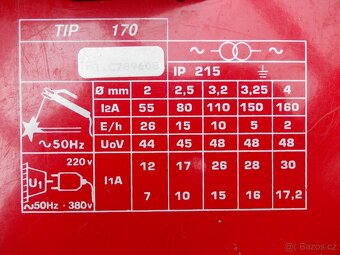 TIP 170
IP 215
Ø mm 2 2,5 3,2 3,25 4
I2A 55 80 110 150 160
E/h 26 15 10 5 2
~50Hz UoV 44 45 48 48 48
220v 12 17 26 28 30
U1 I1A
~50Hz · 380v 7 10 15 16 17,2
Bazoš.cz